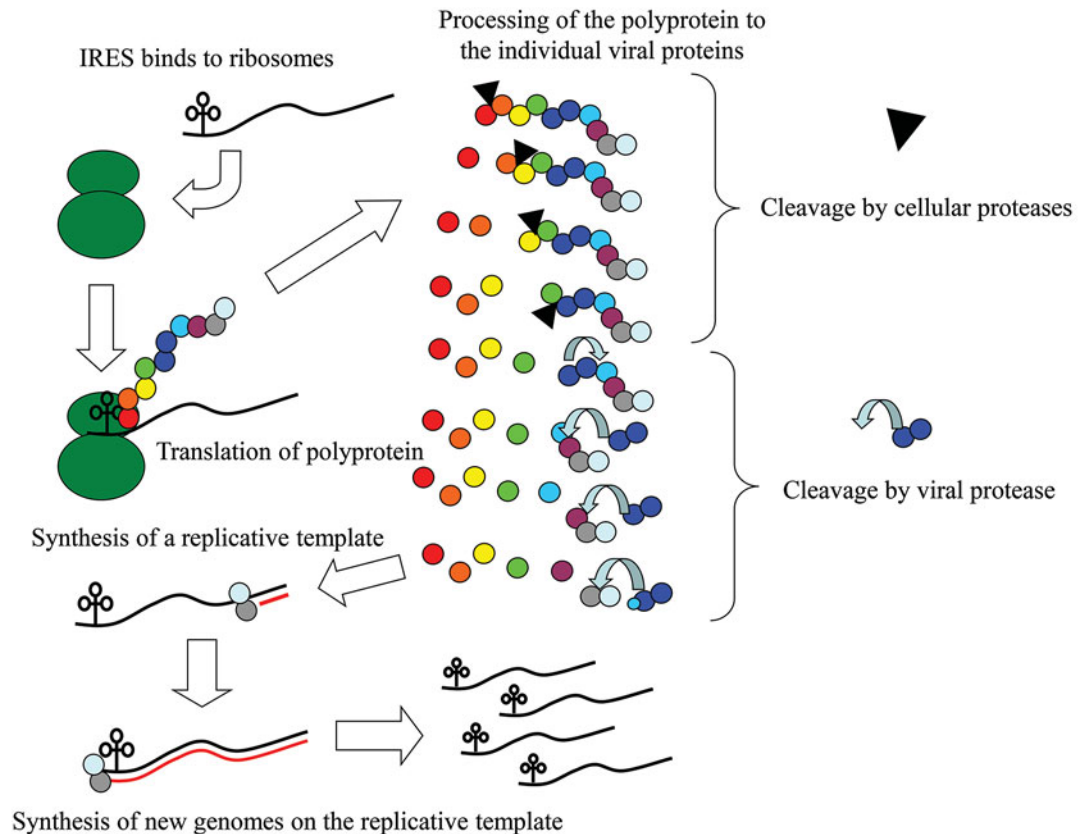 Processing of the polyprotein to
the individual viral proteins
IRES binds to ribosomes
Cleavage by cellular proteases
Translation of polyprotein
Cleavage by viral protease
Synthesis of a replicative template
Synthesis of new genomes on the replicative template